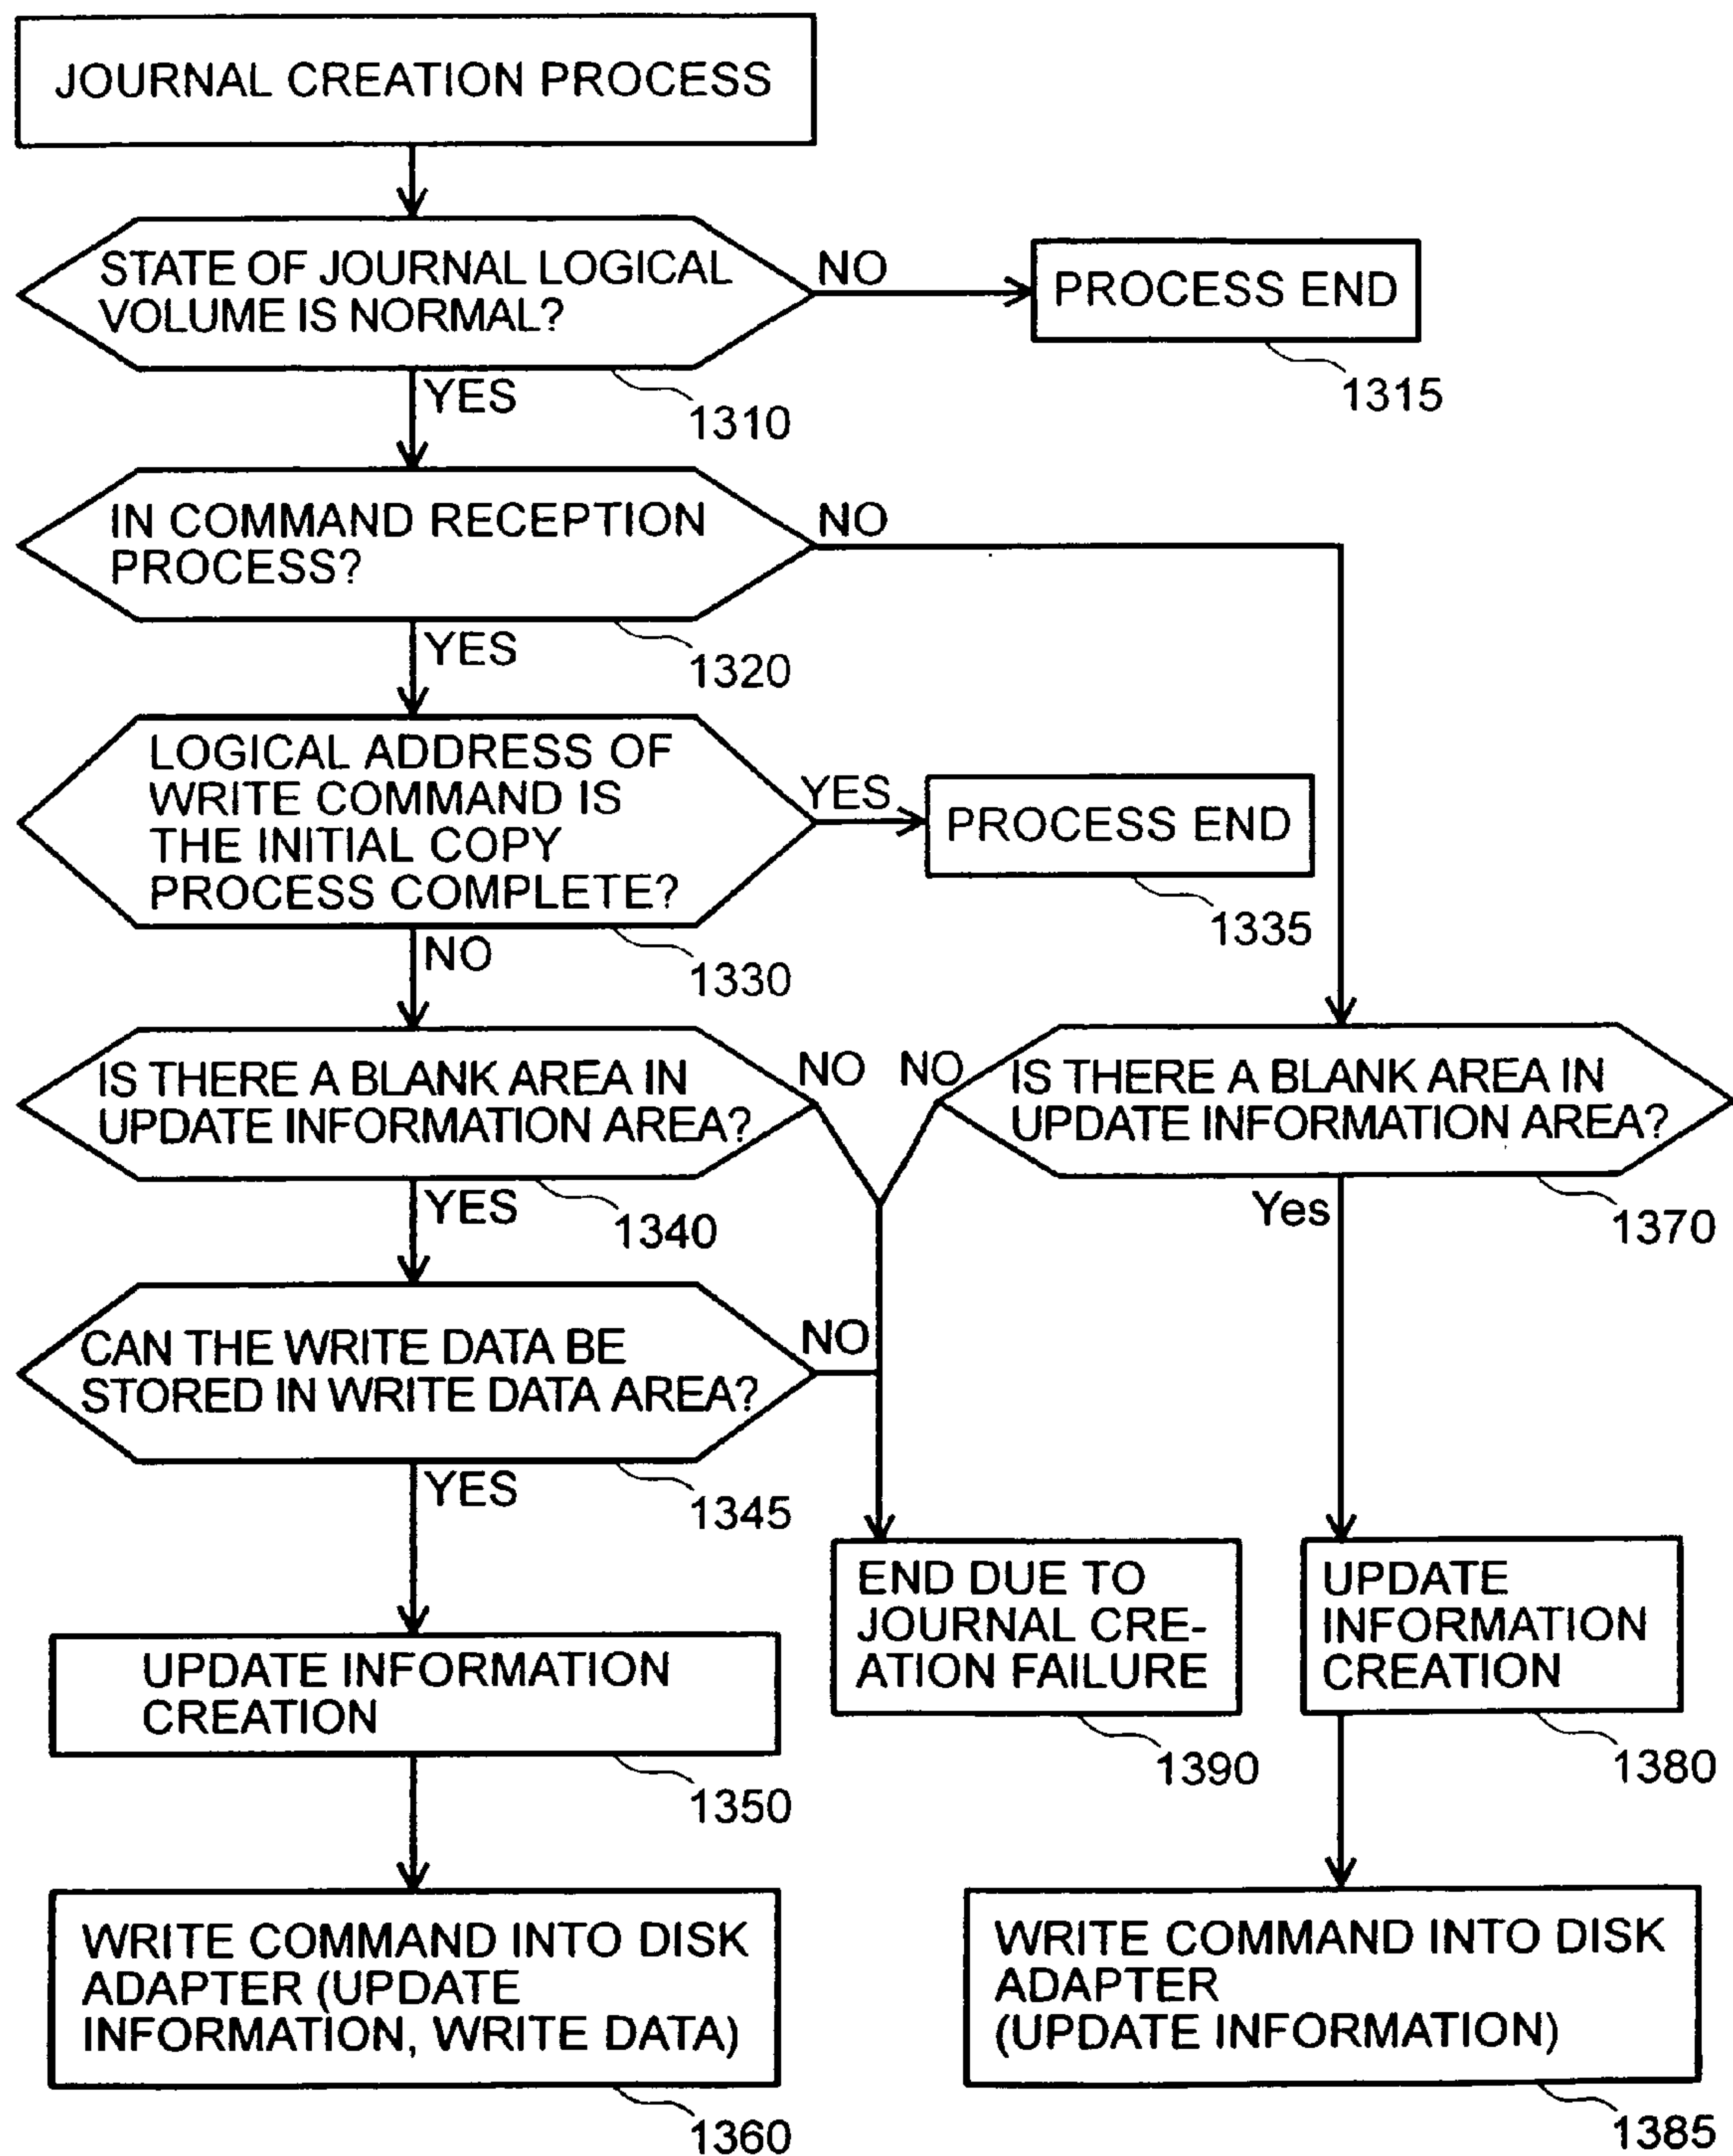 JOURNAL CREATION PROCESS
STATE OF JOURNAL LOGICAL
VOLUME IS NORMAL?
NO
PROCESS END
1315
YES
1310
IN COMMAND RECEPTION
PROCESS?
NO
YES
1320
LOGICAL ADDRESS OF
WRITE COMMAND IS
THE INITIAL COPY
PROCESS COMPLETE?
YES
PROCESS END
1335
NO
1330
IS THERE A BLANK AREA IN
UPDATE INFORMATION AREA?
NO
NO
IS THERE A BLANK AREA IN
UPDATE INFORMATION AREA?
YES
1340
Yes
1370
CAN THE WRITE DATA BE
STORED IN WRITE DATA AREA?
NO
YES
1345
END DUE TO
JOURNAL CRE-
ATION FAILURE
1390
UPDATE
INFORMATION
CREATION
1380
UPDATE INFORMATION
CREATION
1350
WRITE COMMAND INTO DISK
ADAPTER (UPDATE
INFORMATION, WRITE DATA)
1360
WRITE COMMAND INTO DISK
ADAPTER
(UPDATE INFORMATION)
1385